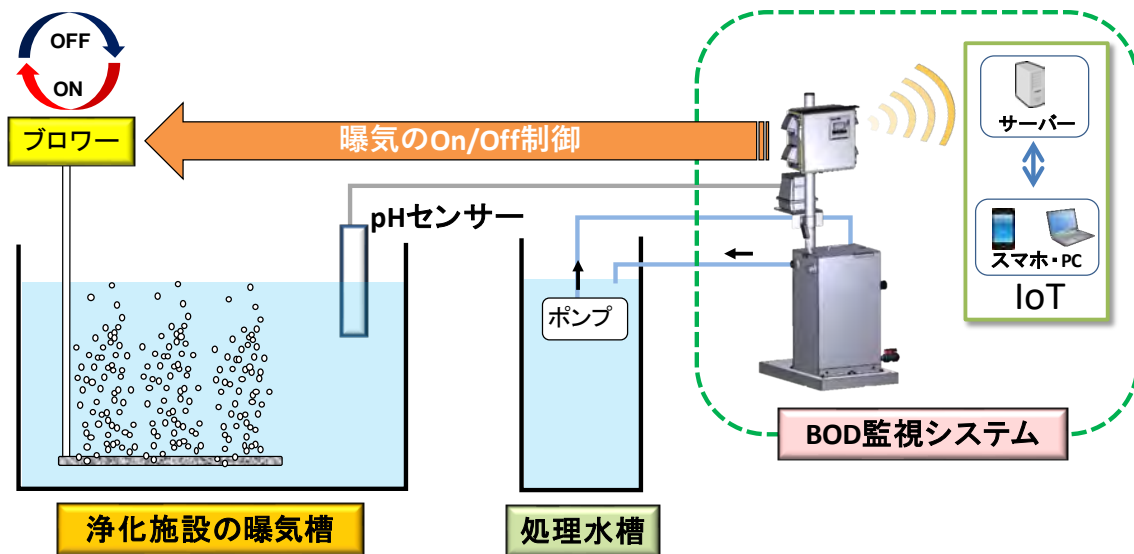 OFF
ON
ブロワー
曝気のOn/Off制御
サーバー
スマホ・PC
IoT
pHセンサー
ポンプ
BOD監視システム
浄化施設の曝気槽
処理水槽